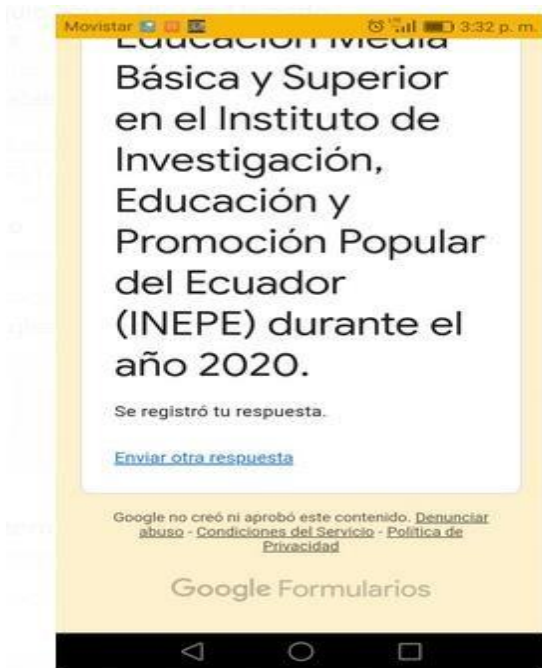 Movistar 3:32 p. m.
Educación Media
Básica y Superior
en el Instituto de
Investigación,
Educación y
Promoción Popular
del Ecuador
(INEPE) durante el
año 2020.
Se registró tu respuesta.
Enviar otra respuesta
Google no creó ni aprobó este contenido. Denunciar
abuso - Condiciones del Servicio - Política de
Privacidad
Google Formularios